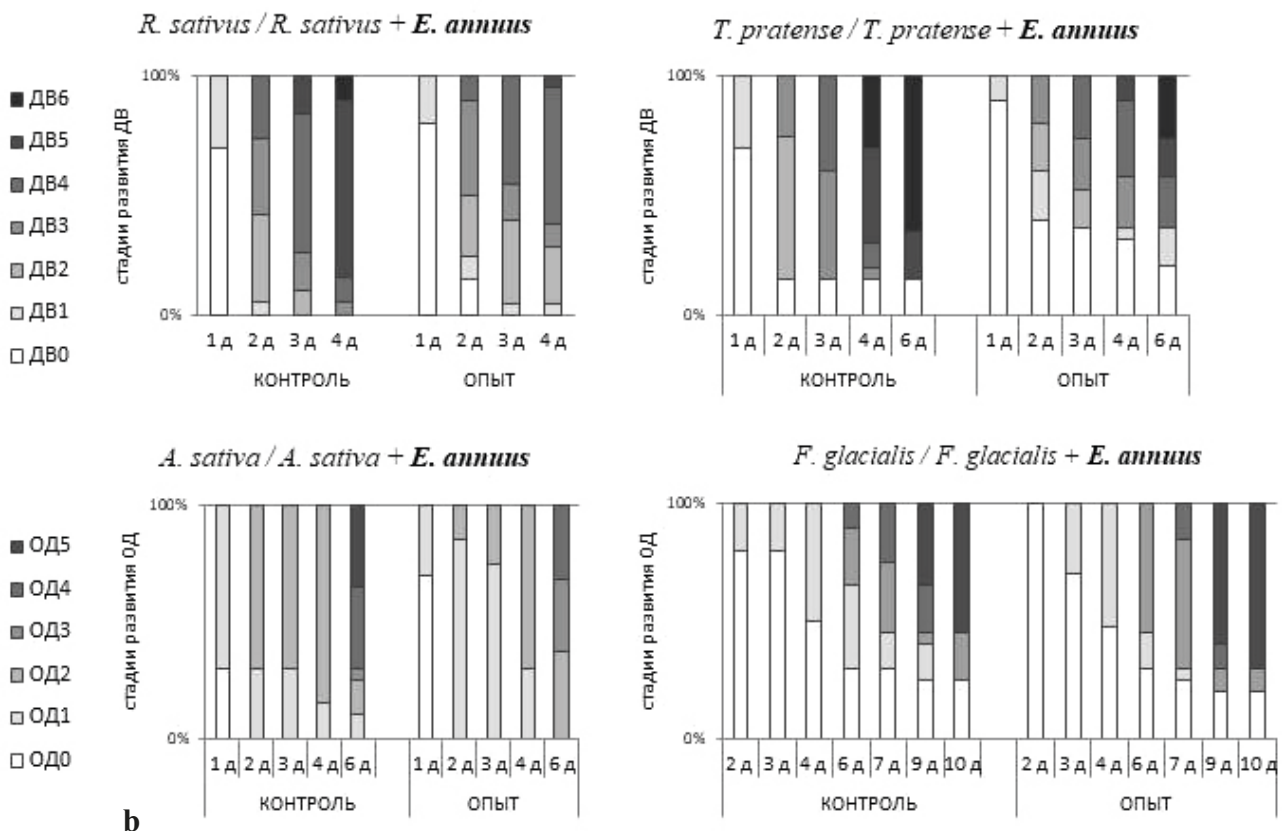 R. sativus / R. sativus + E. annuus
ДВ6
ДВ5
ДВ4
ДВ3
ДВ2
ДВ1
ДВ0
стадии развития ДВ
100%
0%
1 д 2 д 3 д 4 д 1 д 2 д 3 д 4 д
КОНТРОЛЬ ОПЫТ
T. pratense / T. pratense + E. annuus
стадии развития ДВ
100%
0%
1 д 2 д 3 д 4 д 6 д 1 д 2 д 3 д 4 д 6 д
КОНТРОЛЬ ОПЫТ
A. sativa / A. sativa + E. annuus
ОД5
ОД4
ОД3
ОД2
ОД1
ОД0
стадии развития ОД
100%
0%
1 д 2 д 3 д 4 д 6 д 1 д 2 д 3 д 4 д 6 д
КОНТРОЛЬ ОПЫТ
F. glacialis / F. glacialis + E. annuus
стадии развития ОД
100%
0%
2 д 3 д 4 д 6 д 7 д 9 д 10 д 2 д 3 д 4 д 6 д 7 д 9 д 10 д
КОНТРОЛЬ ОПЫТ
b